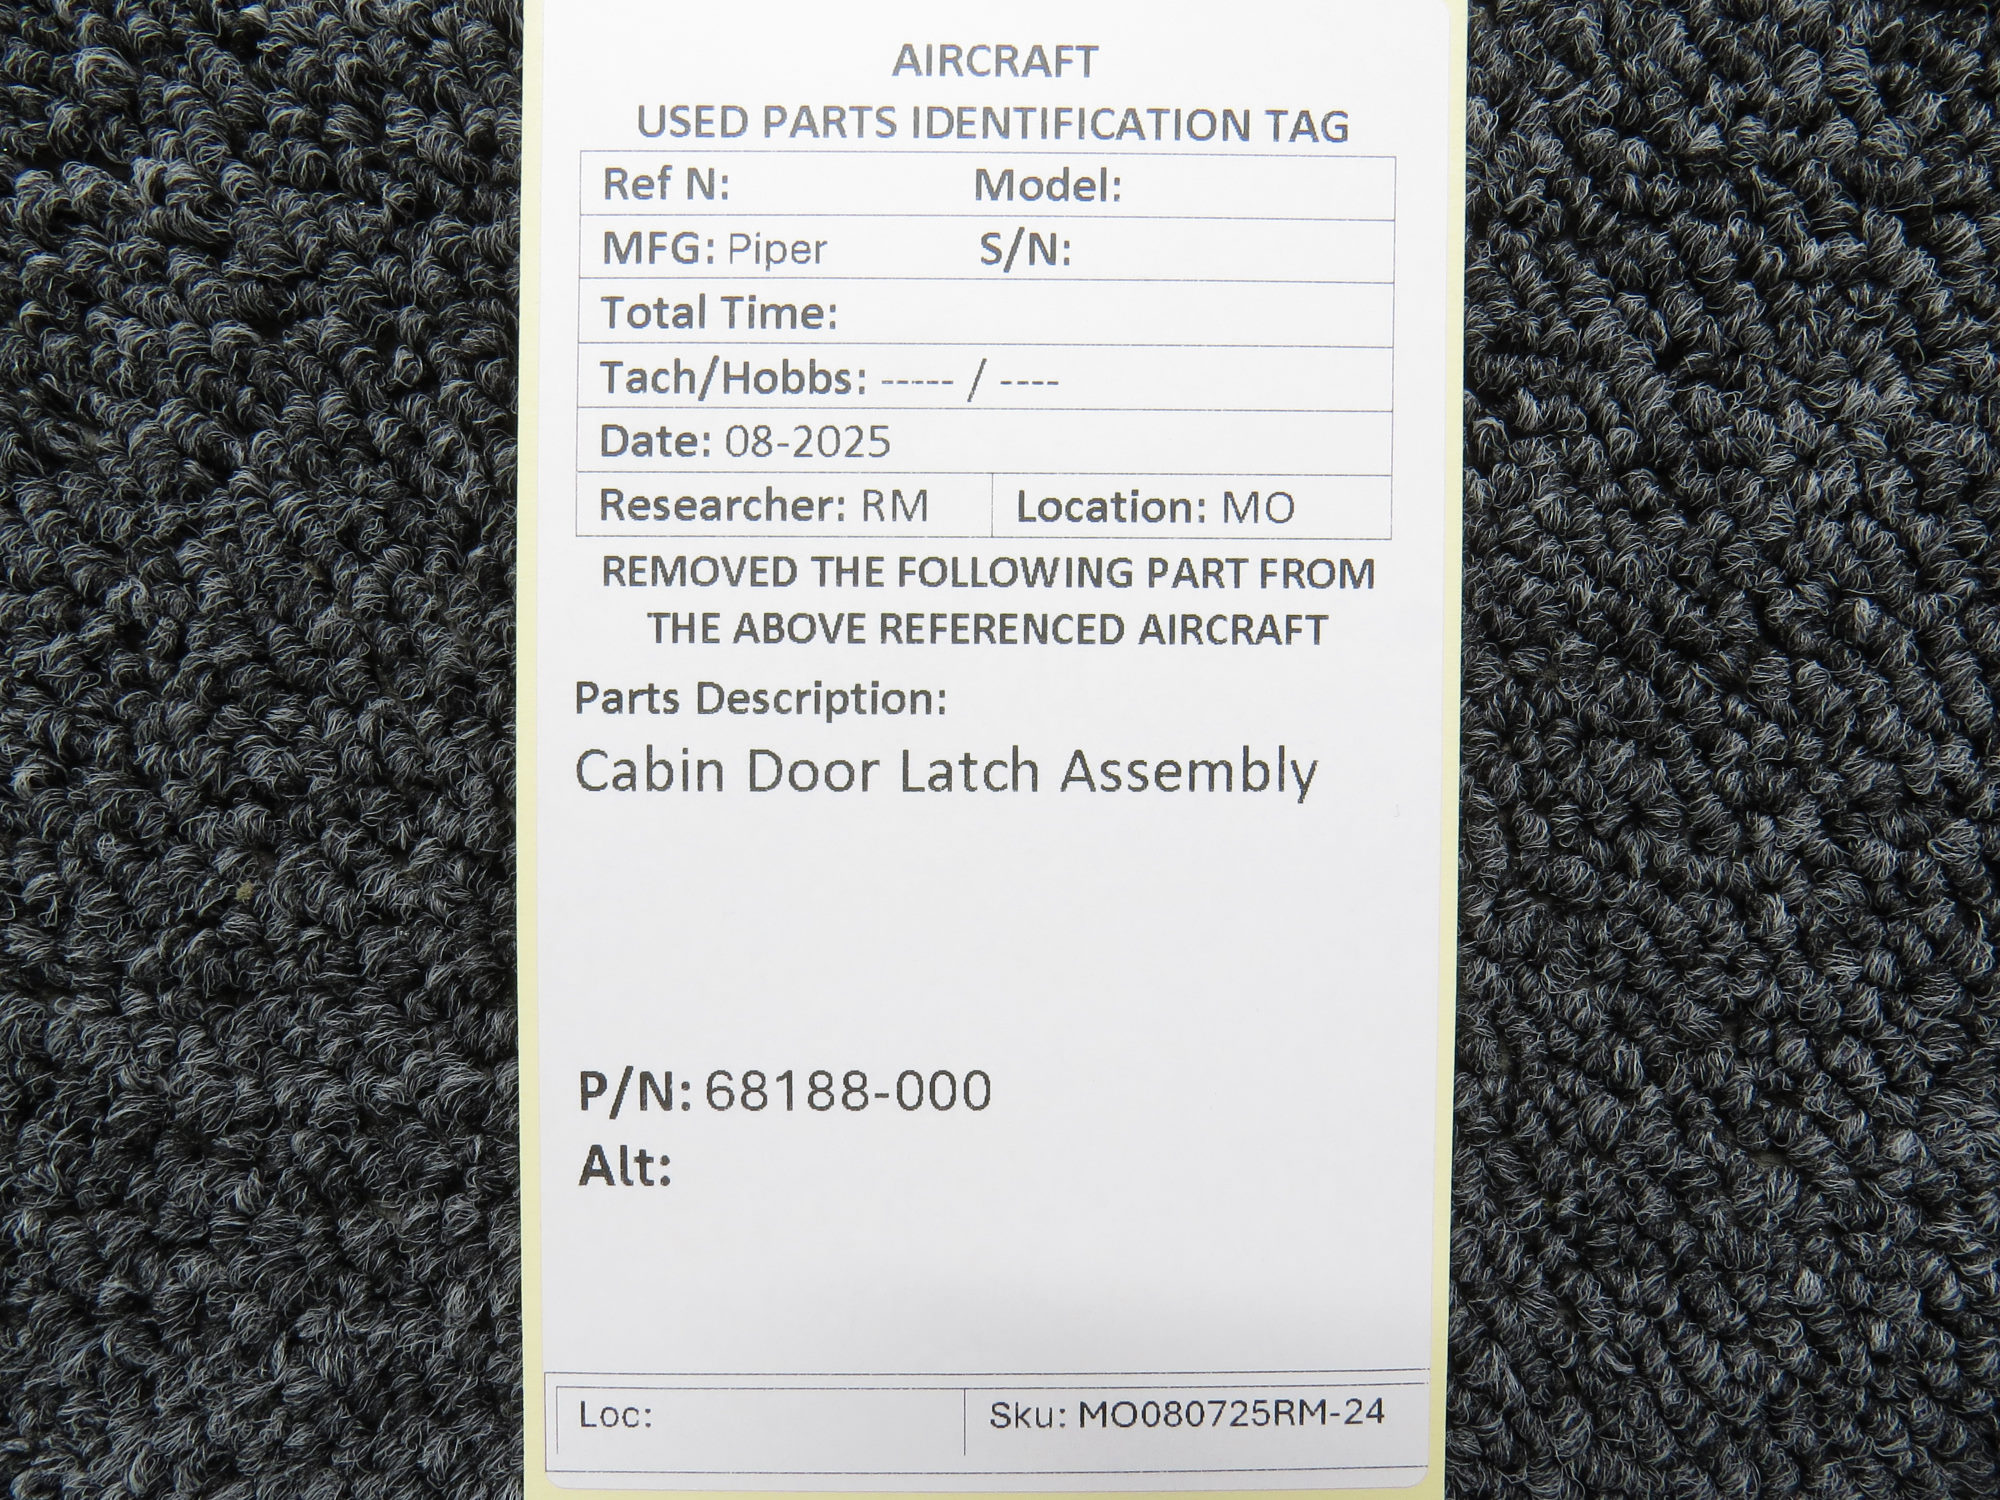 AIRCRAFT
USED PARTS IDENTIFICATION TAG
Ref N: Model:
MFG: Piper S/N:
Total Time:
Tach/Hobbs: ----- / ----
Date: 08-2025
Researcher: RM Location: MO
REMOVED THE FOLLOWING PART FROM
THE ABOVE REFERENCED AIRCRAFT
Parts Description:
Cabin Door Latch Assembly
P/N: 68188-000
Alt:
Loc: Sku: MO080725RM-24